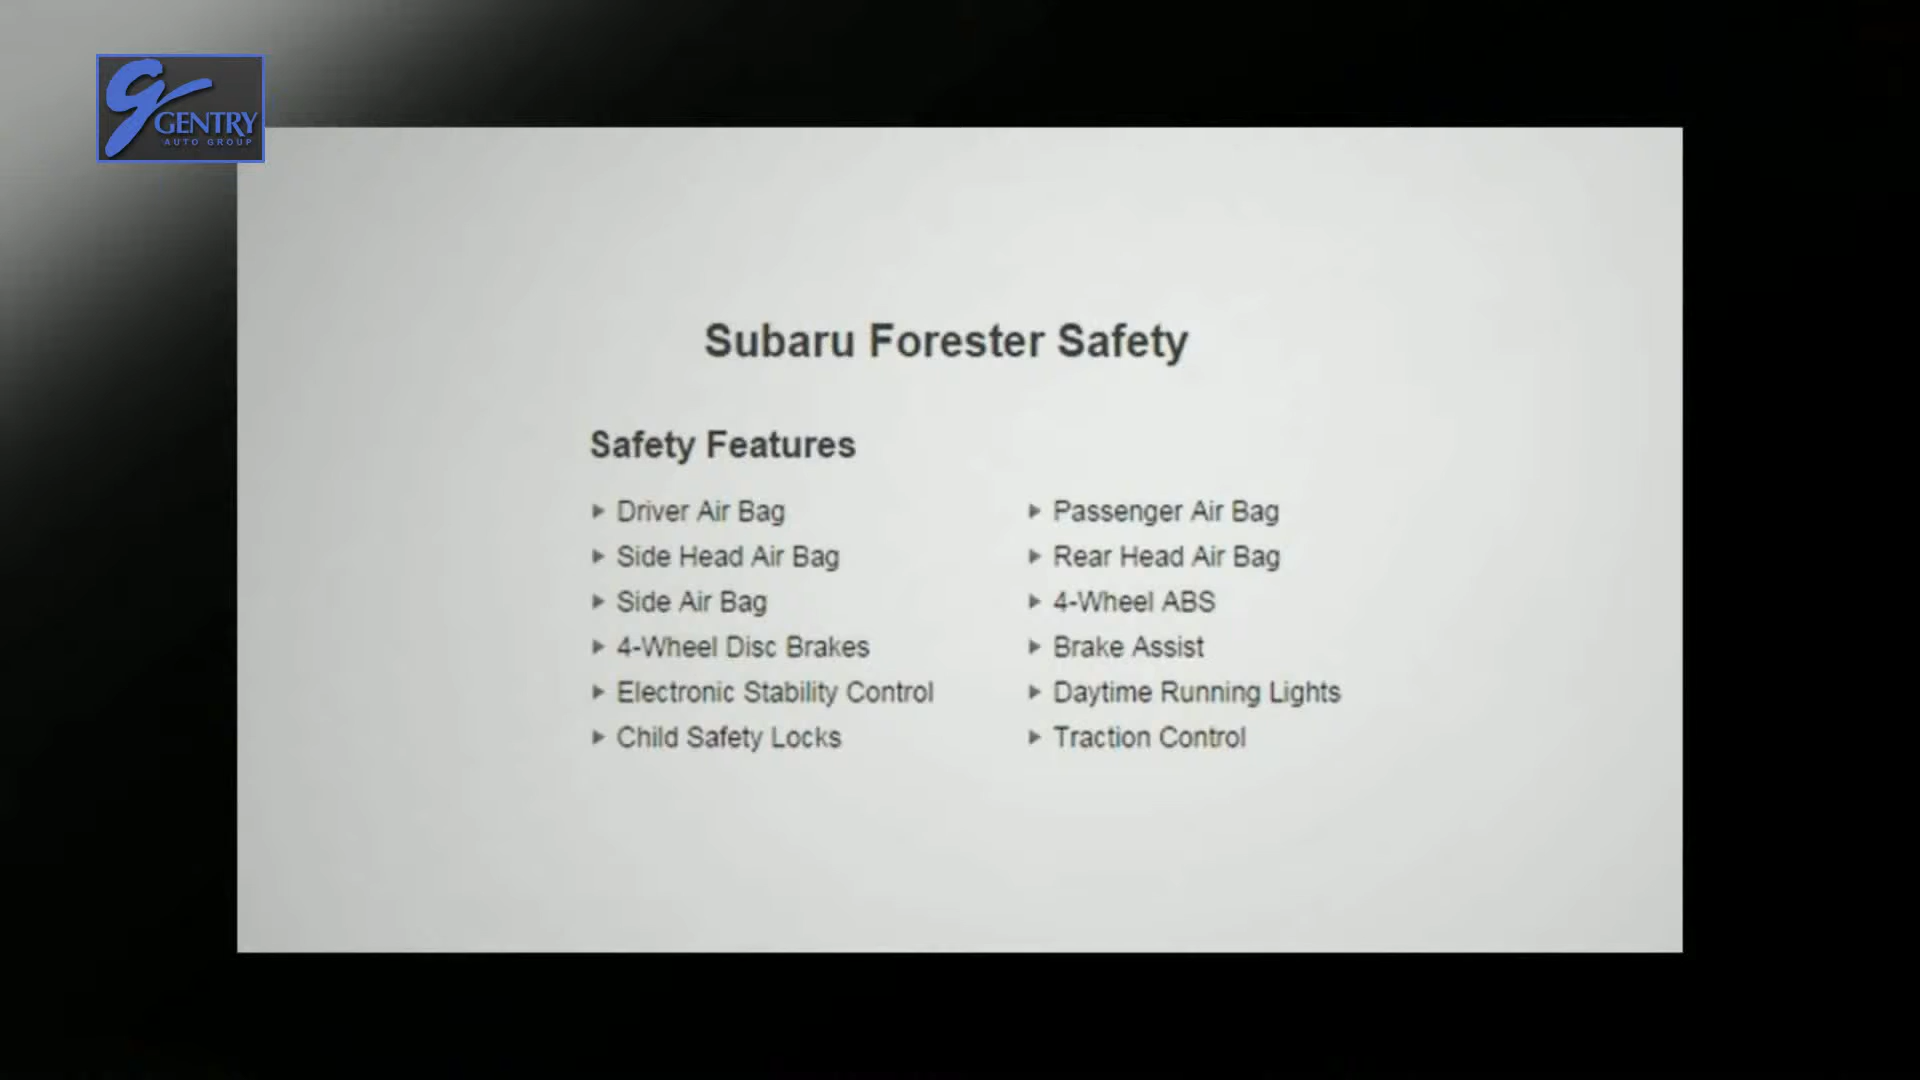 GENTRY
AUTO GROUP
Subaru Forester Safety
Safety Features
Driver Air Bag
Side Head Air Bag
Side Air Bag
4-Wheel Disc Brakes
Electronic Stability Control
Child Safety Locks
Passenger Air Bag
Rear Head Air Bag
4-Wheel ABS
Brake Assist
Daytime Running Lights
Traction Control